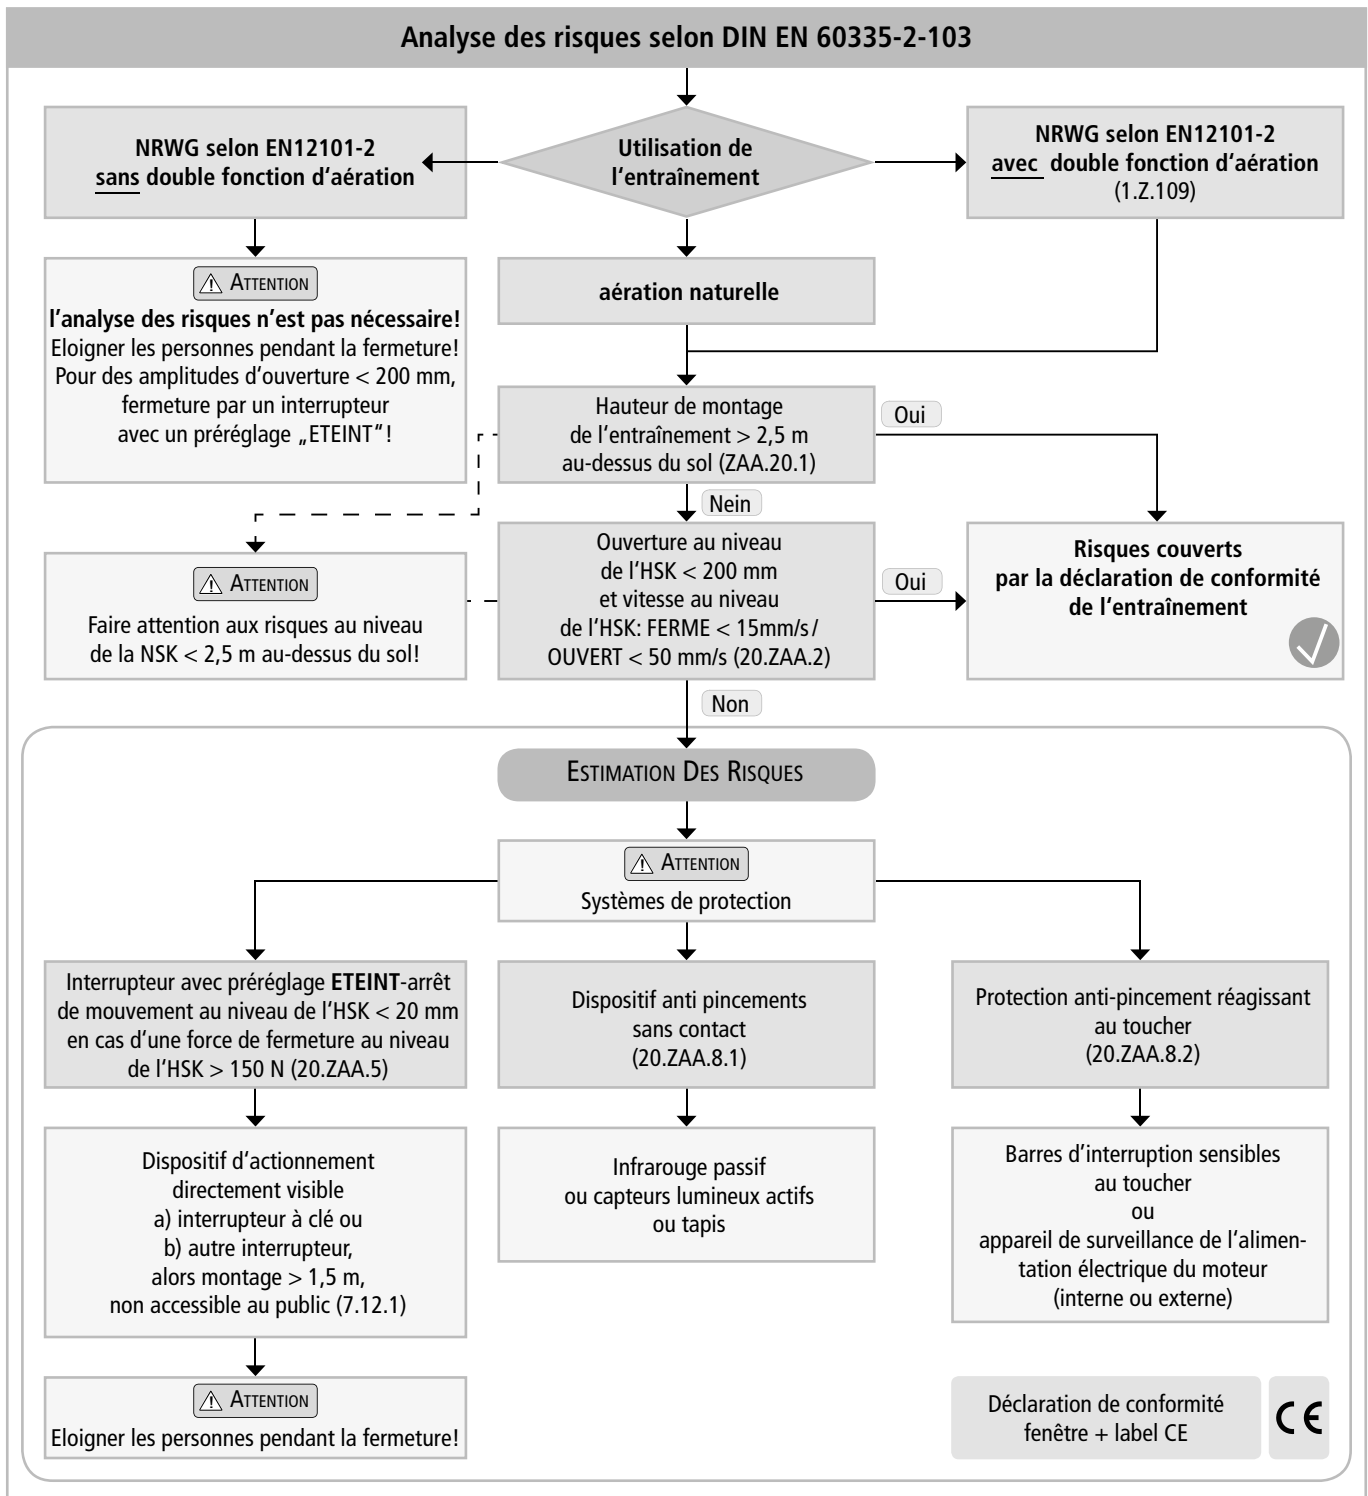 Analyse des risques selon DIN EN 60335-2-103
NRWG selon EN12101-2
sans double fonction d‘aération
Utilisation de
l‘entraînement
NRWG selon EN12101-2
avec double fonction d‘aération
(1.Z.109)
ATTENTION
l‘analyse des risques n‘est pas nécessaire!
Eloigner les personnes pendant la fermeture!
Pour des amplitudes d‘ouverture < 200 mm,
fermeture par un interrupteur
avec un préréglage „ETEINT“!
aération naturelle
Hauteur de montage
de l‘entraînement > 2,5 m
au-dessus du sol (ZAA.20.1)
Oui
Nein
ATTENTION
Faire attention aux risques au niveau
de la NSK < 2,5 m au-dessus du sol!
Ouverture au niveau
de l‘HSK < 200 mm
et vitesse au niveau
de l‘HSK: FERME < 15mm/s /
OUVERT < 50 mm/s (20.ZAA.2)
Oui
Risques couverts
par la déclaration de conformité
de l‘entraînement
Non
ESTIMATION DES RISQUES
ATTENTION
Systèmes de protection
Interrupteur avec préréglage ETEINT-arrêt
de mouvement au niveau de l‘HSK < 20 mm
en cas d‘une force de fermeture au niveau
de l‘HSK > 150 N (20.ZAA.5)
Dispositif anti pincements
sans contact
(20.ZAA.8.1)
Protection anti-pincement réagissant
au toucher
(20.ZAA.8.2)
Dispositif d‘actionnement
directement visible
a) interrupteur à clé ou
b) autre interrupteur,
alors montage > 1,5 m,
non accessible au public (7.12.1)
Infrarouge passif
ou capteurs lumineux actifs
ou tapis
Barres d‘interruption sensibles
au toucher
ou
appareil de surveillance de l‘alimen-
tation électrique du moteur
(interne ou externe)
ATTENTION
Eloigner les personnes pendant la fermeture!
Déclaration de conformité
fenêtre + label CE
CE